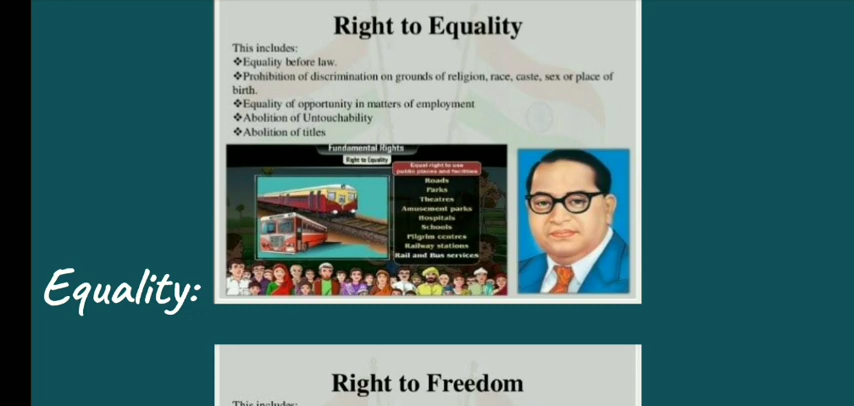 Right to Equality
This includes:
❖Equality before law.
❖Prohibition of discrimination on grounds of religion, race, caste, sex or place of
birth.
❖Equality of opportunity in matters of employment
❖Abolition of Untouchability
❖Abolition of titles
Fundamental Rights
Right to Equality
Equal right to use
public places and facilities
Roads
Parks
Theatres
Amusement parks
Hospitals
Schools
Pilgrim centres
Railway stations
Rail and Bus services
Equality:
Right to Freedom
This includes: